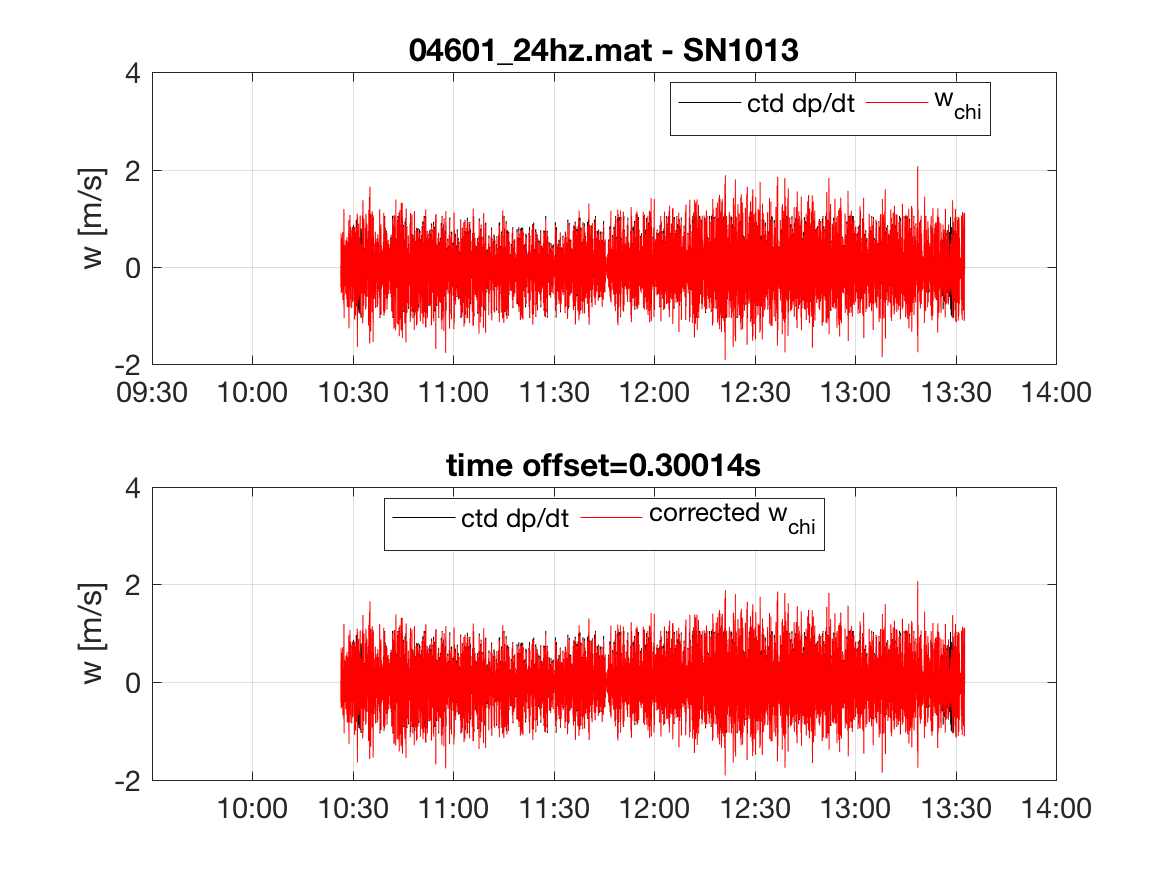 04601_24hz.mat - SN1013
4
ctd dp/dt w_chi
2
w [m/s]
0
-2
09:30 10:00 10:30 11:00 11:30 12:00 12:30 13:00 13:30 14:00
time offset=0.30014s
4
ctd dp/dt corrected w_chi
2
w [m/s]
0
-2
10:00 10:30 11:00 11:30 12:00 12:30 13:00 13:30 14:00